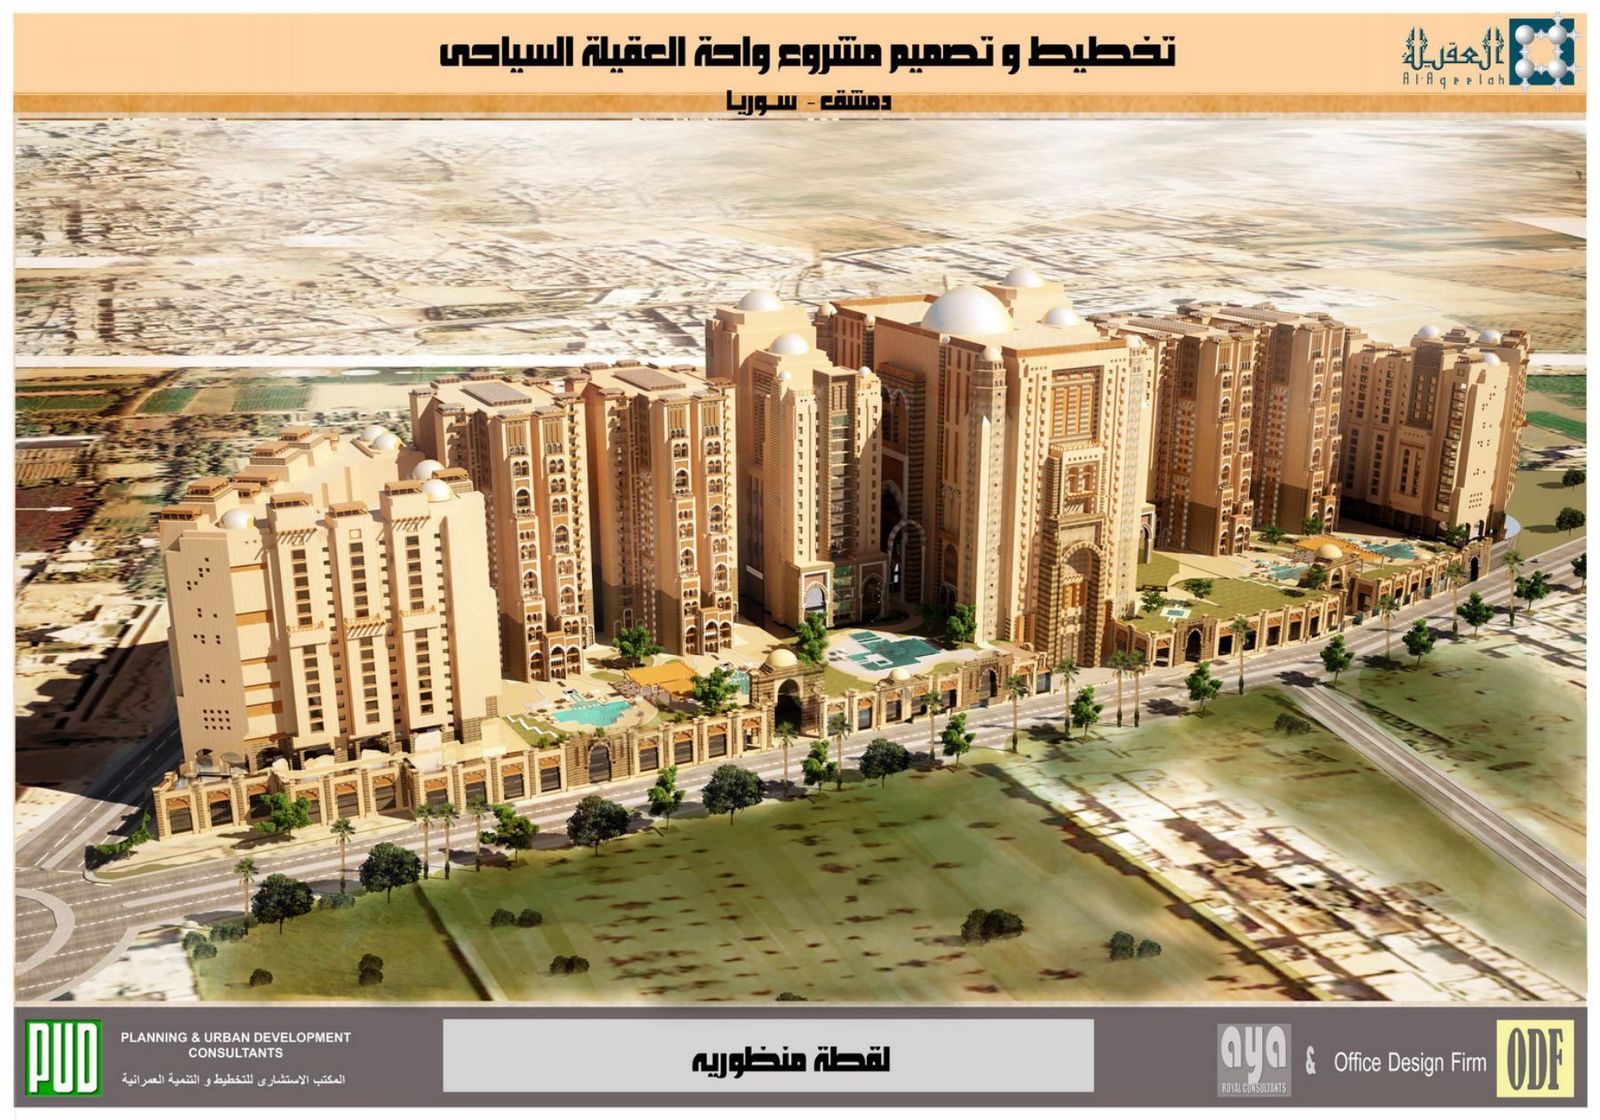 تخطيط و تصميم مشروع واحة العقيلة السياحى
دمشق - سوريا
العقيلة
Al-Aqeelah
PUD
PLANNING & URBAN DEVELOPMENT
CONSULTANTS
المكتب الاستشارى للتخطيط و التنمية العمرانية
لقطة منظوريه
aya
ROYAL CONSULTANTS
&
Office Design Firm
ODF